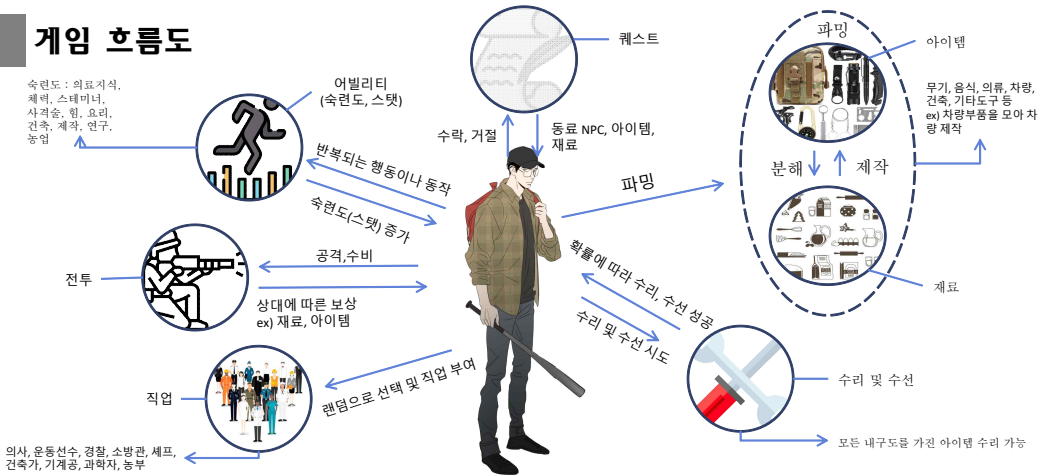 게임 흐름도
숙련도 : 의료지식,
체력, 스테미너,
사격술, 힘, 요리,
건축, 제작, 연구,
농업
어빌리티
(숙련도, 스탯)
반복되는 행동이나 동작
숙련도(스탯) 증가
퀘스트
수락, 거절
동료 NPC, 아이템,
재료
파밍
파밍
아이템
분해
제작
재료
무기, 음식, 의류, 차량,
건축, 기타도구 등
ex) 차량부품을 모아 차
량 제작
전투
공격,수비
상대에 따른 보상
ex) 재료, 아이템
확률에 따라 수리, 수선 성공
수리 및 수선 시도
수리 및 수선
모든 내구도를 가진 아이템 수리 가능
직업
랜덤으로 선택 및 직업 부여
의사, 운동선수, 경찰, 소방관, 셰프,
건축가, 기계공, 과학자, 농부